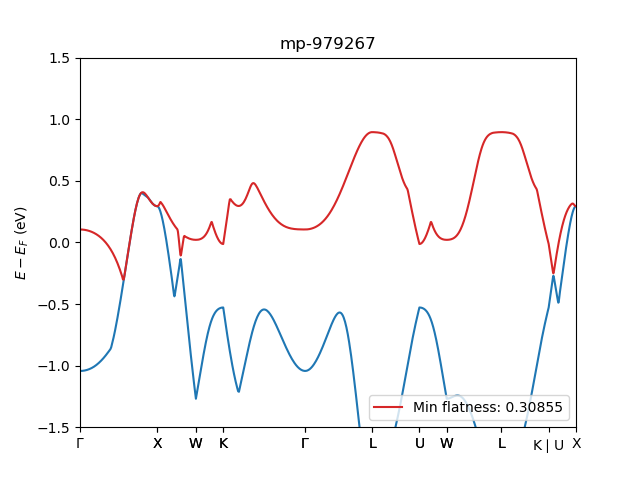 mp-979267
E − E_F (eV)
1.5
1.0
0.5
0.0
−0.5
−1.0
−1.5
Min flatness: 0.30855
Γ X W K Γ L U W L K | U X